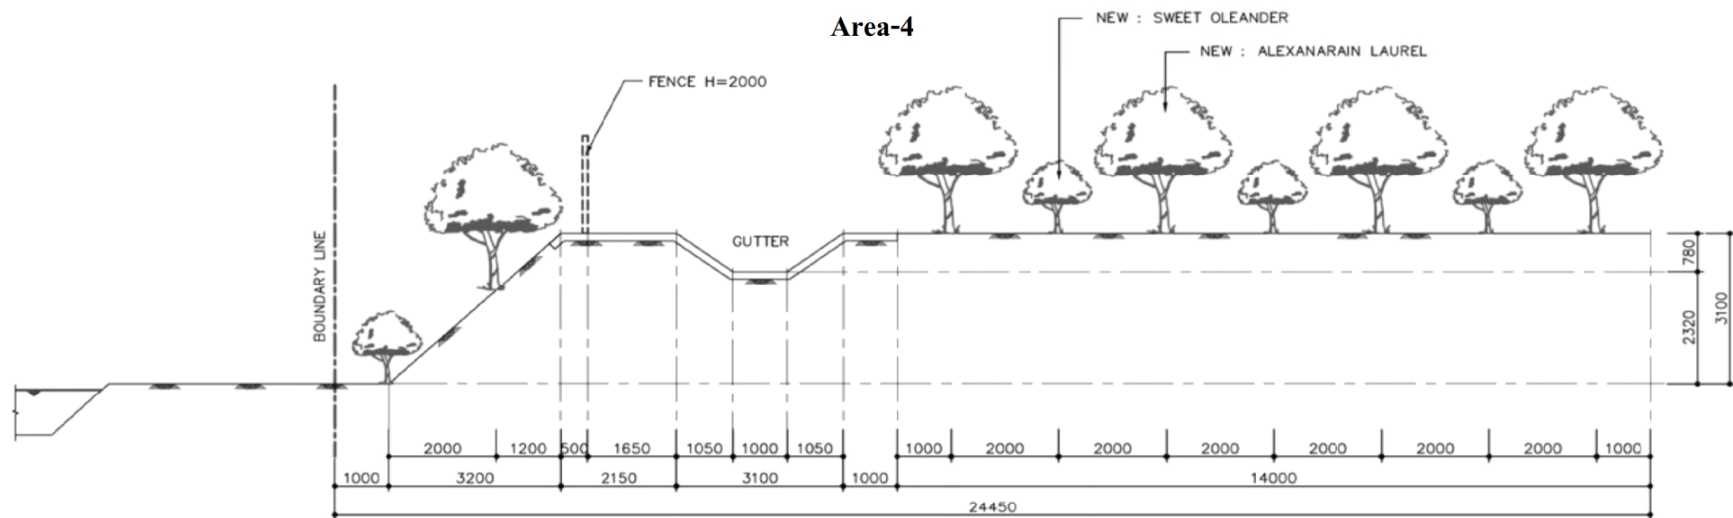 Area-4
NEW : SWEET OLEANDER
NEW : ALEXANARAIN LAUREL
FENCE H=2000
BOUNDARY LINE
GUTTER
780
2320
3100
2000 1200 500 1650 1050 1000 1050 1000 2000 2000 2000 2000 2000 2000 1000
1000 3200 2150 3100 1000 14000
24450